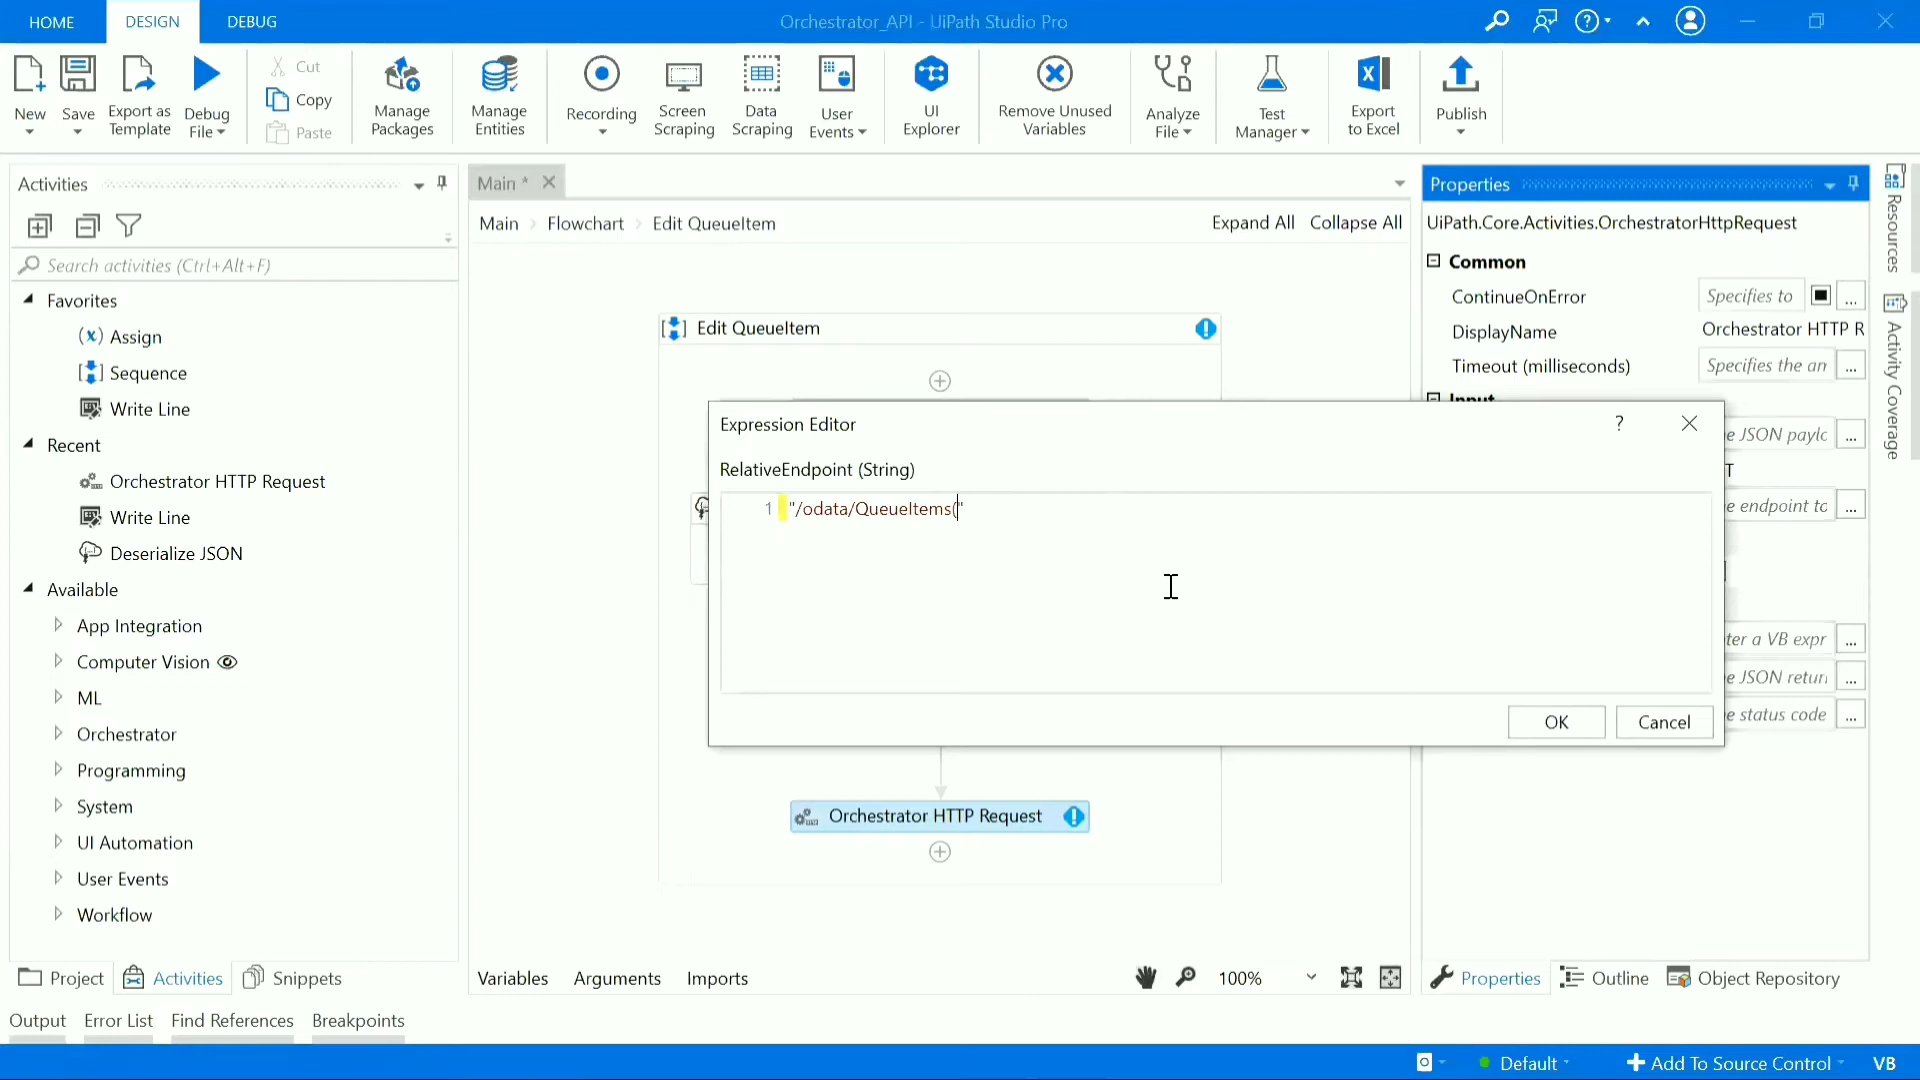 HOME
DESIGN
DEBUG
Orchestrator_API - UiPath Studio Pro
New
Save
Export as
Template
Debug
File
Cut
Copy
Paste
Manage
Packages
Manage
Entities
Recording
Screen
Scraping
Data
Scraping
User
Events
UI
Explorer
Remove Unused
Variables
Analyze
File
Test
Manager
Export
to Excel
Publish
Activities
Search activities (Ctrl+Alt+F)
Favorites
Assign
Sequence
Write Line
Recent
Orchestrator HTTP Request
Write Line
Deserialize JSON
Available
App Integration
Computer Vision
ML
Orchestrator
Programming
System
UI Automation
User Events
Workflow
Project
Activities
Snippets
Main *
Main
Flowchart
Edit QueueItem
Expand All
Collapse All
Edit QueueItem
Expression Editor
?
RelativeEndpoint (String)
1 "/odata/QueueItems("
OK
Cancel
Orchestrator HTTP Request
Variables
Arguments
Imports
100%
Properties
UiPath.Core.Activities.OrchestratorHttpRequest
Common
ContinueOnError
Specifies to
...
DisplayName
Orchestrator HTTP R
Timeout (milliseconds)
Specifies the an
...
Input
e JSON paylc
...
T
e endpoint to
...
ter a VB expr
...
e JSON return
...
e status code
...
Resources
Activity Coverage
Properties
Outline
Object Repository
Output
Error List
Find References
Breakpoints
Default
Add To Source Control
VB